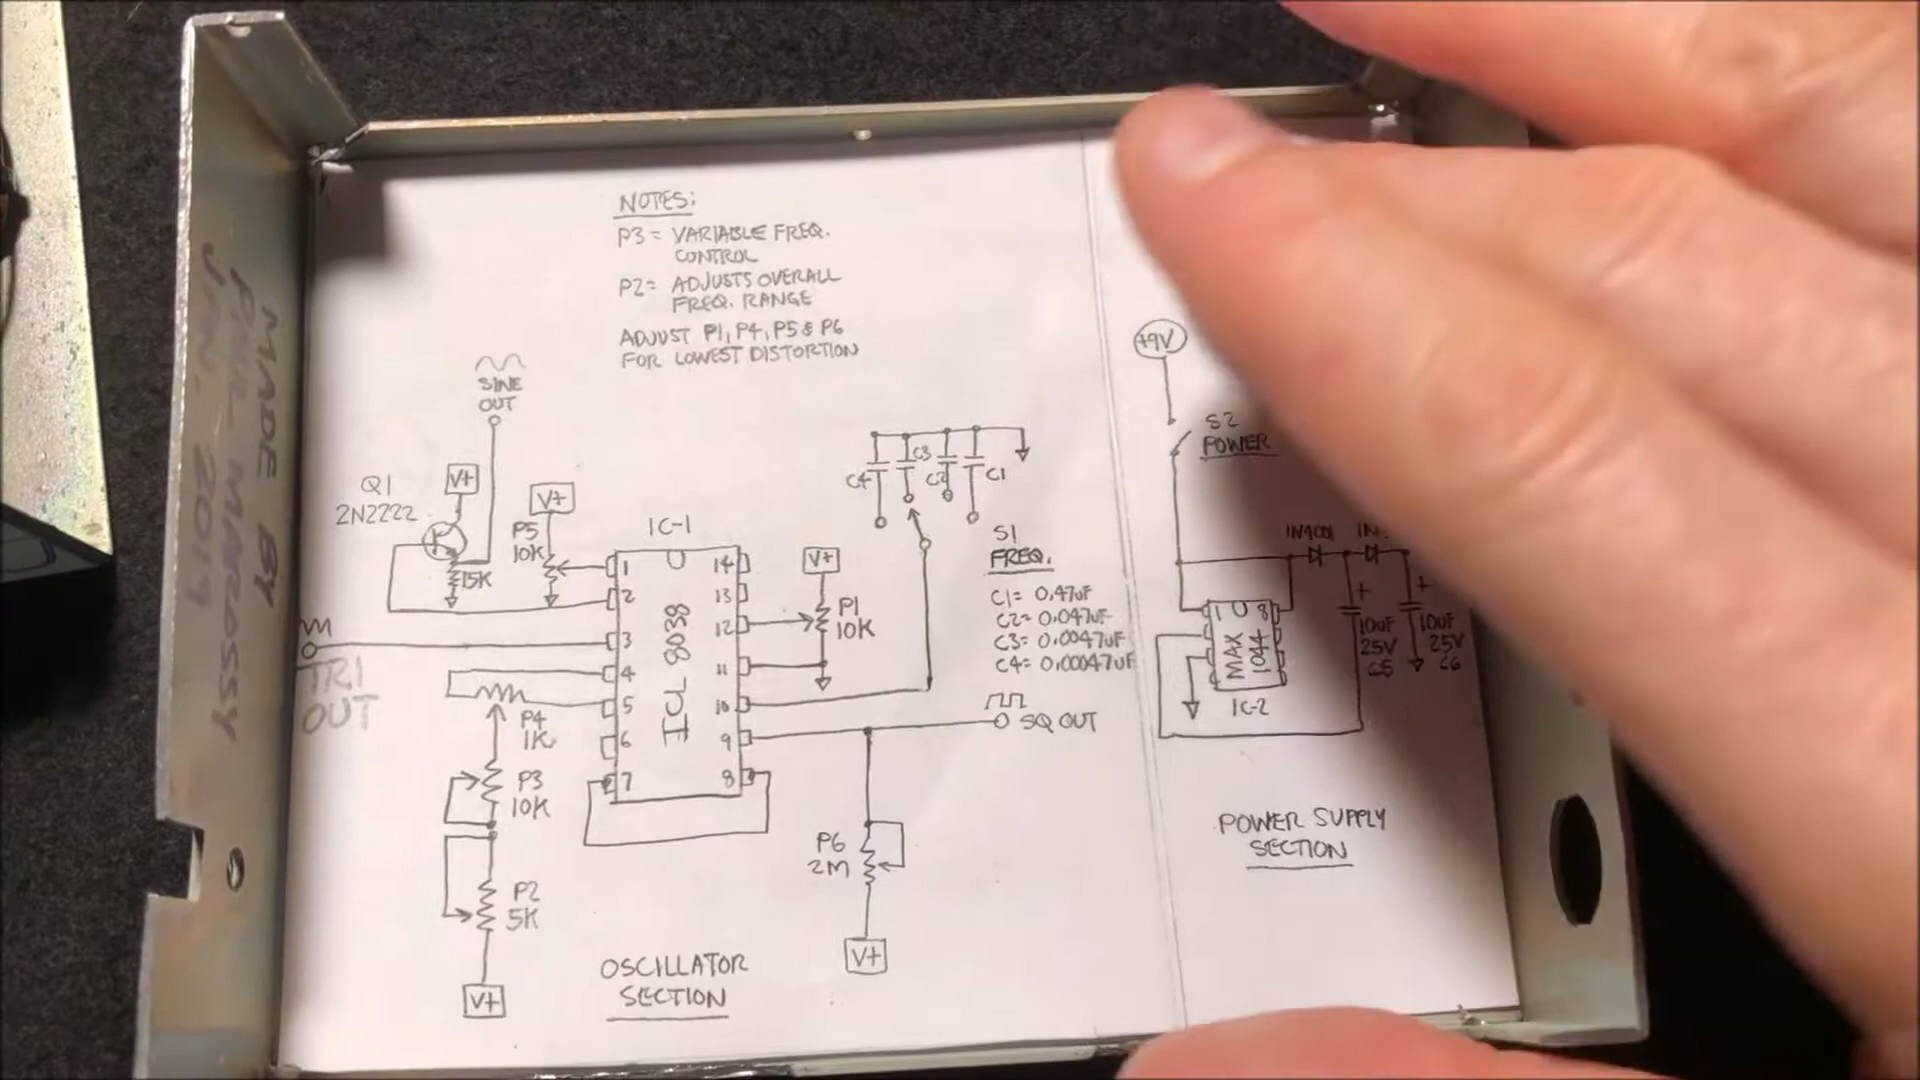 NOTES:
P3 = VARIABLE FREQ.
CONTROL
P2= ADJUSTS OVERALL
FREQ. RANGE
ADJUST P1, P4, P5 & P6
FOR LOWEST DISTORTION
SINE
OUT
Q1
2N2222
V+
V+
P5
10K
15K
IC-1
ICL 8038
1
2
3
4
5
6
7
14
13
12
11
10
9
8
TRI
OUT
P4
1K
P3
10K
P2
5K
V+
V+
P1
10K
C4
C3
C2
C1
S1
FREQ.
C1= 0.47uF
C2= 0.047uF
C3= 0.0047uF
C4= 0.00047uF
SQ OUT
P6
2M
V+
OSCILLATOR
SECTION
+9V
S2
POWER
1N4001
1N
1
8
MAX
1044
IC-2
+
10uF
25V
C5
+
10uF
25V
C6
POWER SUPPLY
SECTION
MADE BY
PHIL MAROSSY
JAN. 2019